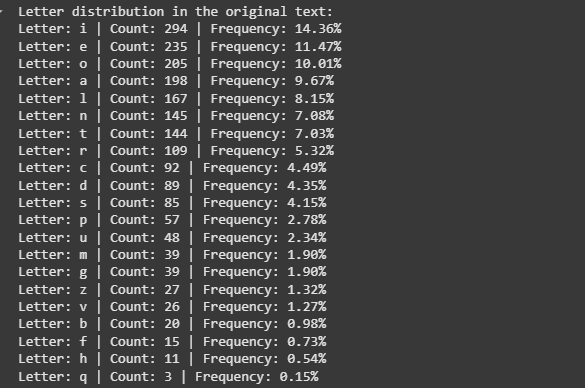 Letter distribution in the original text:
Letter: i | Count: 294 | Frequency: 14.36%
Letter: e | Count: 235 | Frequency: 11.47%
Letter: o | Count: 205 | Frequency: 10.01%
Letter: a | Count: 198 | Frequency: 9.67%
Letter: l | Count: 167 | Frequency: 8.15%
Letter: n | Count: 145 | Frequency: 7.08%
Letter: t | Count: 144 | Frequency: 7.03%
Letter: r | Count: 109 | Frequency: 5.32%
Letter: c | Count: 92 | Frequency: 4.49%
Letter: d | Count: 89 | Frequency: 4.35%
Letter: s | Count: 85 | Frequency: 4.15%
Letter: p | Count: 57 | Frequency: 2.78%
Letter: u | Count: 48 | Frequency: 2.34%
Letter: m | Count: 39 | Frequency: 1.90%
Letter: g | Count: 39 | Frequency: 1.90%
Letter: z | Count: 27 | Frequency: 1.32%
Letter: v | Count: 26 | Frequency: 1.27%
Letter: b | Count: 20 | Frequency: 0.98%
Letter: f | Count: 15 | Frequency: 0.73%
Letter: h | Count: 11 | Frequency: 0.54%
Letter: q | Count: 3 | Frequency: 0.15%